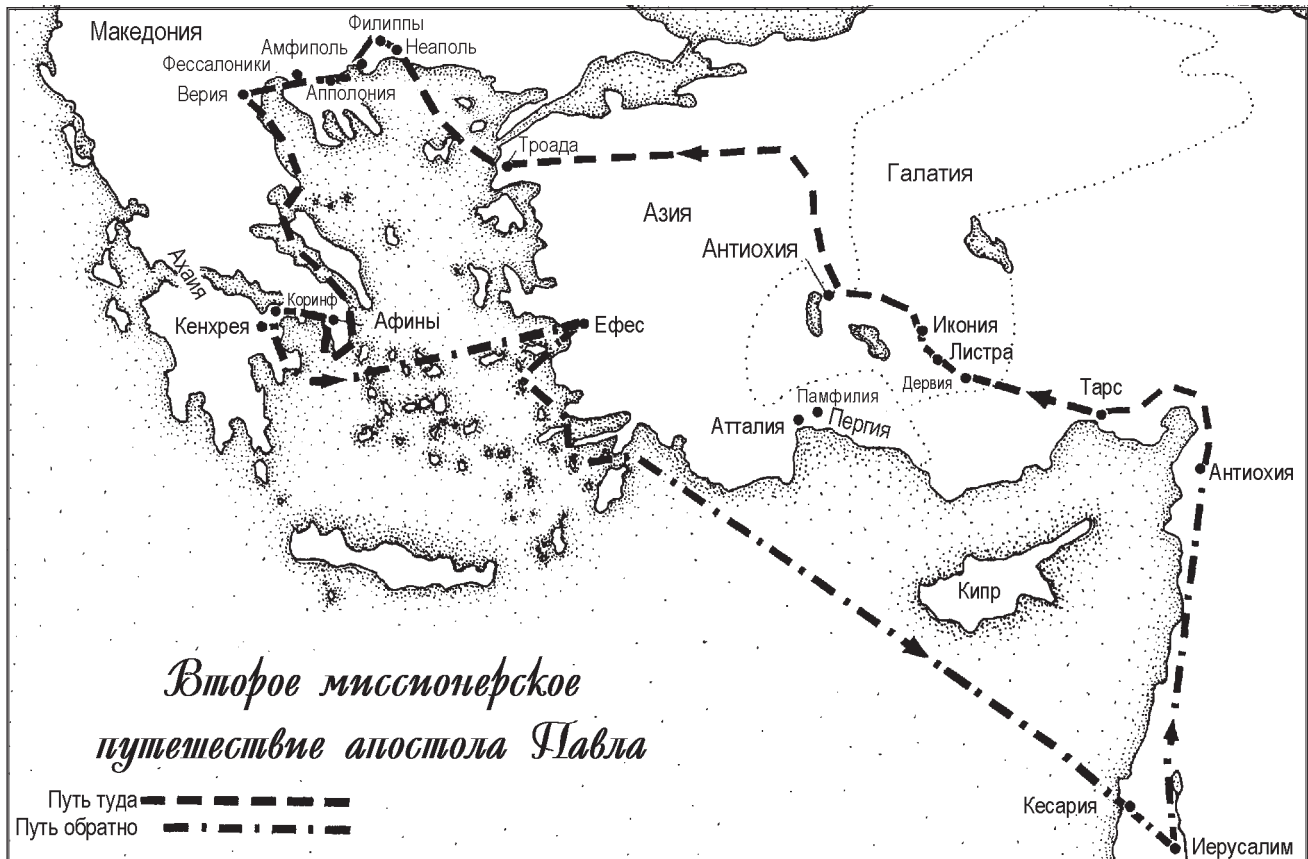 Македония
Филиппы
Амфиполь
Неаполь
Фессалоники
Верия
Апполония
Троада
Галатия
Азия
Антиохия
Ахаия
Коринф
Кенхрея
Афины
Ефес
Икония
Листра
Дервия
Тарс
Памфилия
Атталия
Пергия
Антиохия
Кипр
Второе миссионерское
путешествие апостола Павла
Путь туда
Путь обратно
Кесария
Иерусалим